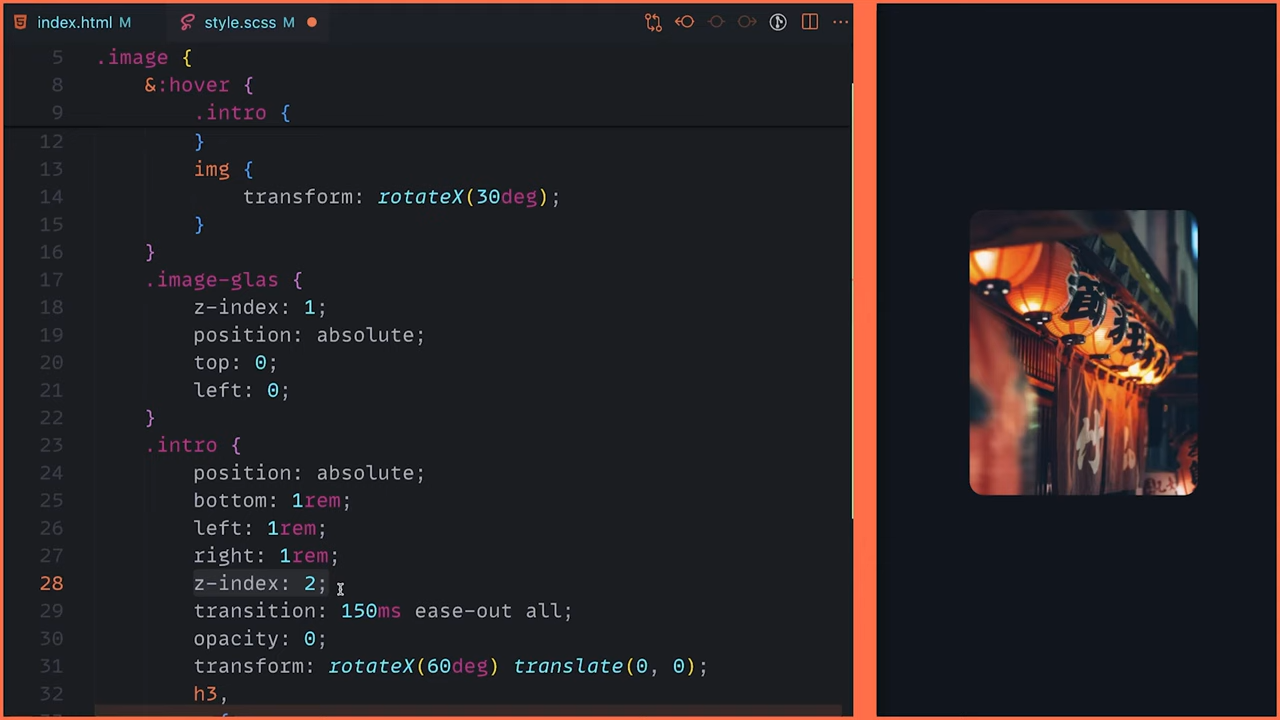 index.html M
style.scss M
5 .image {
8 &:hover {
9 .intro {
12 }
13 img {
14 transform: rotateX(30deg);
15 }
16 }
17 .image-glas {
18 z-index: 1;
19 position: absolute;
20 top: 0;
21 left: 0;
22 }
23 .intro {
24 position: absolute;
25 bottom: 1rem;
26 left: 1rem;
27 right: 1rem;
28 z-index: 2;
29 transition: 150ms ease-out all;
30 opacity: 0;
31 transform: rotateX(60deg) translate(0, 0);
32 h3,
竹